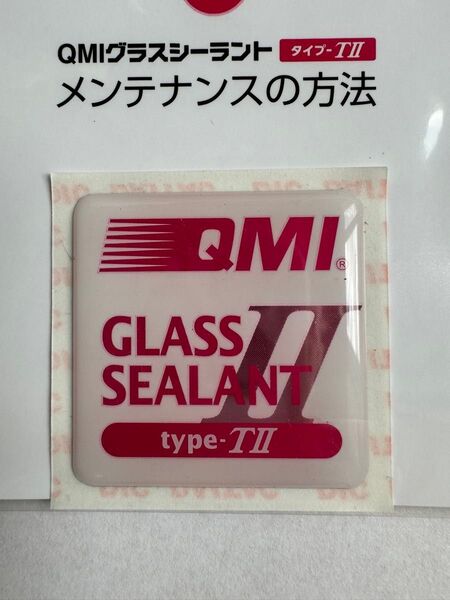 QMIグラスシーラント タイプ-TII
メンテナンスの方法
QMI®
GLASS
SEALANT II
type-TII